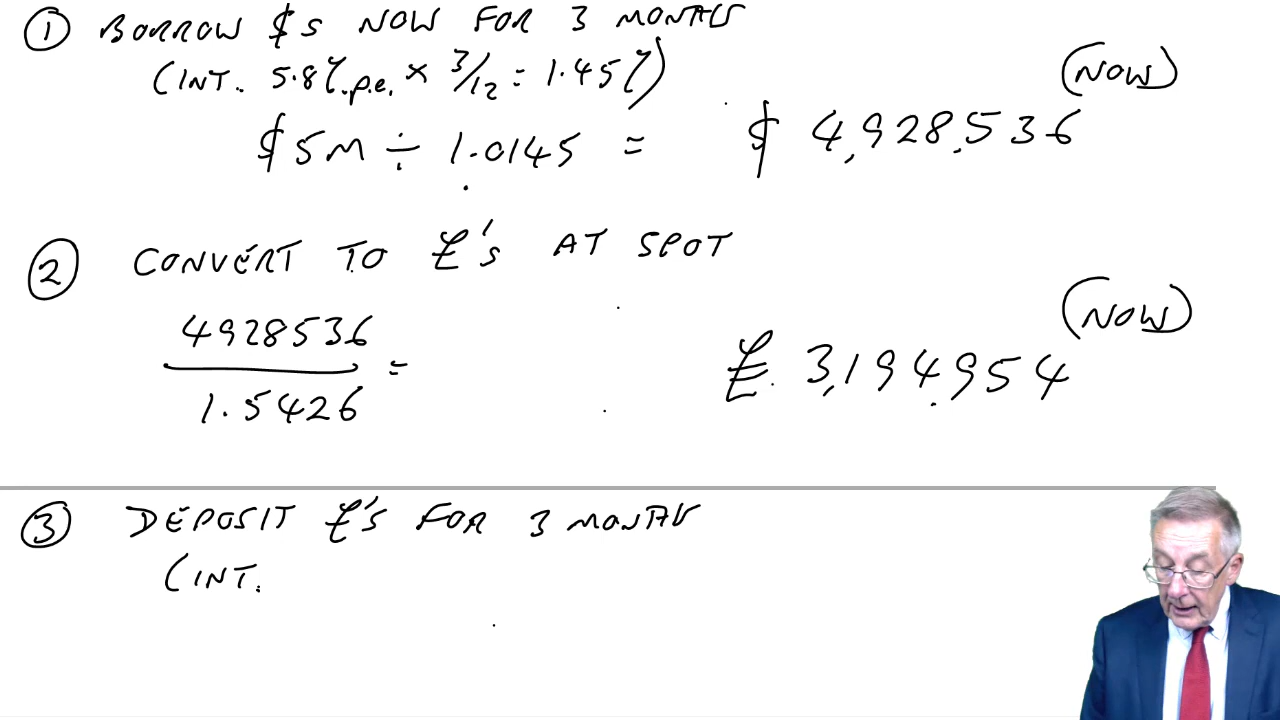 ① BORROW $s NOW FOR 3 MONTHS
(INT. 5.8% p.e. × 3/12 = 1.45%)
(NOW)
$5M ÷ 1.0145 = $ 4,928,536
② CONVERT TO £'s AT SPOT
(NOW)
4928536
= £ 3,194,954
1.5426
③ DEPOSIT £'s FOR 3 MONTHS
(INT.